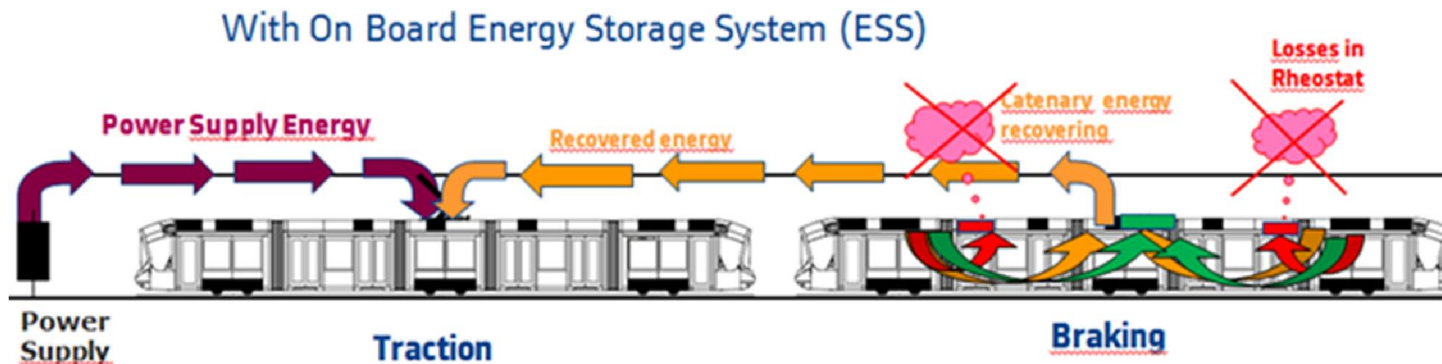 With On Board Energy Storage System (ESS)
Losses in
Rheostat
Power Supply Energy
Recovered energy
Catenary energy
recovering
Power
Supply
Traction
Braking